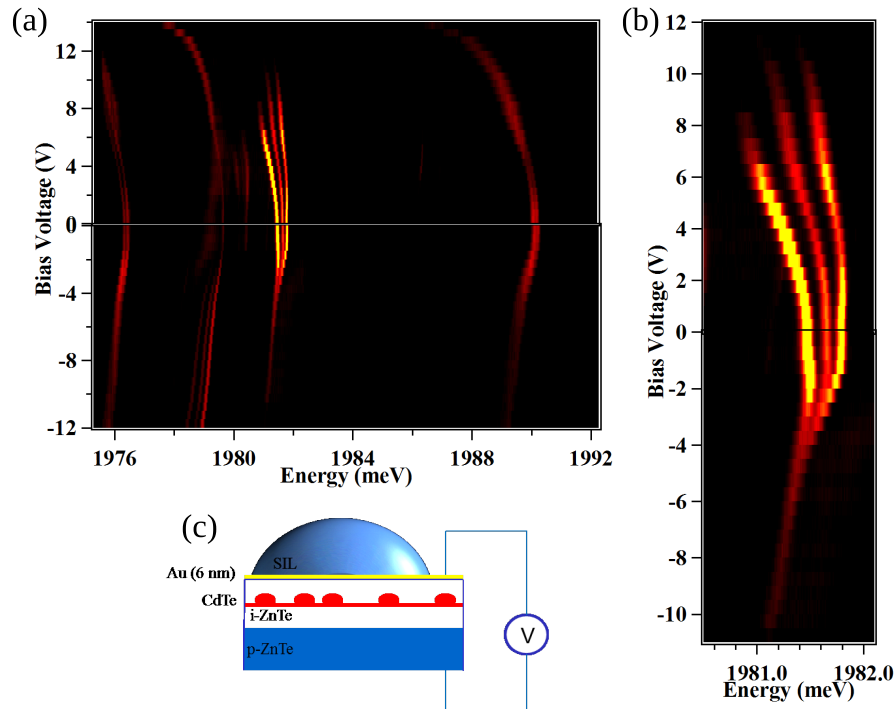 (a)
12
8
4
0
-4
-8
-12
Bias Voltage (V)
1976
1980
1984
1988
1992
Energy (meV)
(b)
12
10
8
6
4
2
0
-2
-4
-6
-8
-10
Bias Voltage (V)
1981.0
1982.0
Energy (meV)
(c)
SIL
Au (6 nm)
CdTe
i-ZnTe
p-ZnTe
V